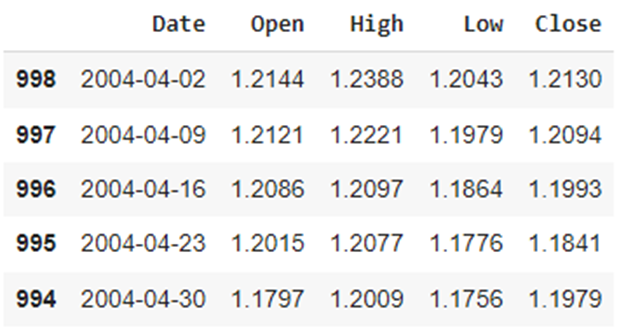 Date Open High Low Close
998 2004-04-02 1.2144 1.2388 1.2043 1.2130
997 2004-04-09 1.2121 1.2221 1.1979 1.2094
996 2004-04-16 1.2086 1.2097 1.1864 1.1993
995 2004-04-23 1.2015 1.2077 1.1776 1.1841
994 2004-04-30 1.1797 1.2009 1.1756 1.1979